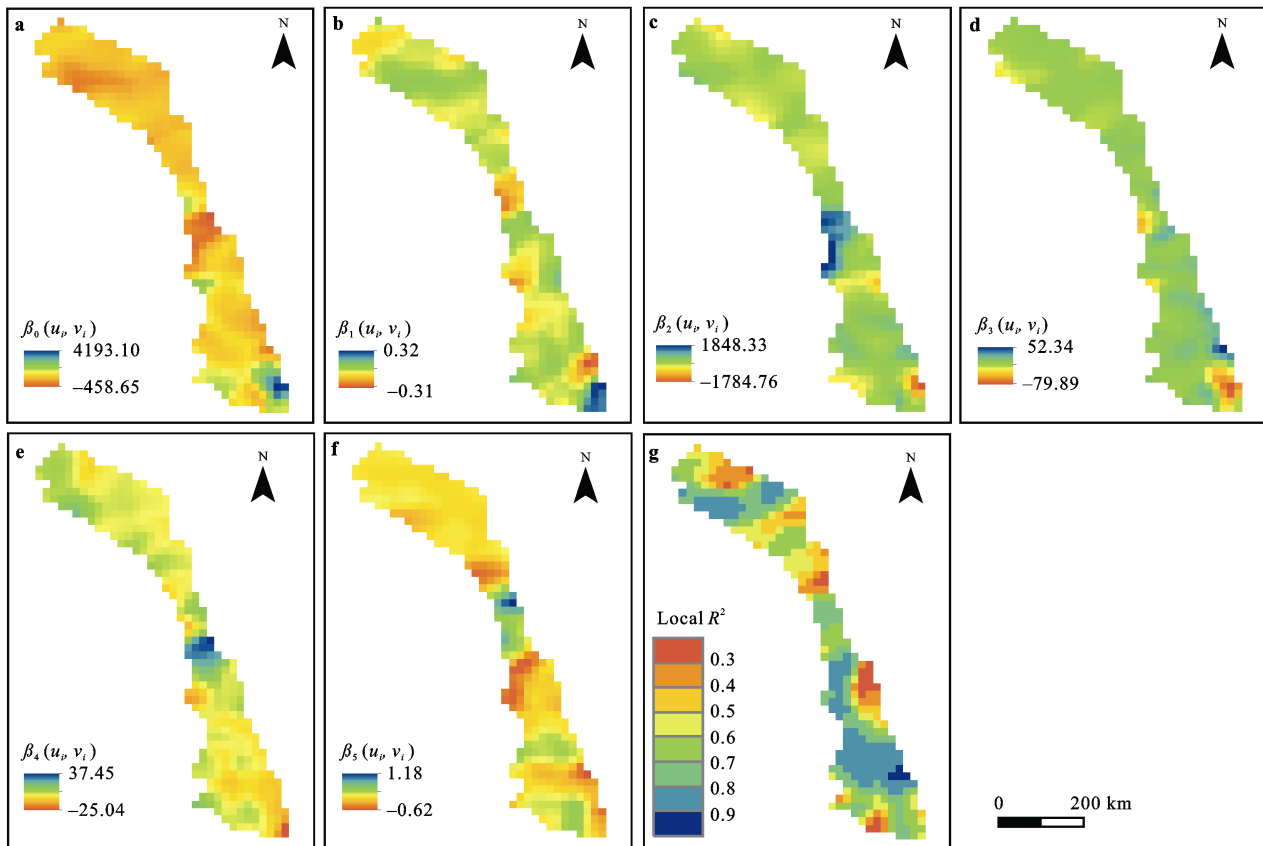 a
N
β₀ (uᵢ, vᵢ)
4193.10
−458.65
b
N
β₁ (uᵢ, vᵢ)
0.32
−0.31
c
N
β₂ (uᵢ, vᵢ)
1848.33
−1784.76
d
N
β₃ (uᵢ, vᵢ)
52.34
−79.89
e
N
β₄ (uᵢ, vᵢ)
37.45
−25.04
f
N
β₅ (uᵢ, vᵢ)
1.18
−0.62
g
N
Local R²
0.3
0.4
0.5
0.6
0.7
0.8
0.9
0 200 km